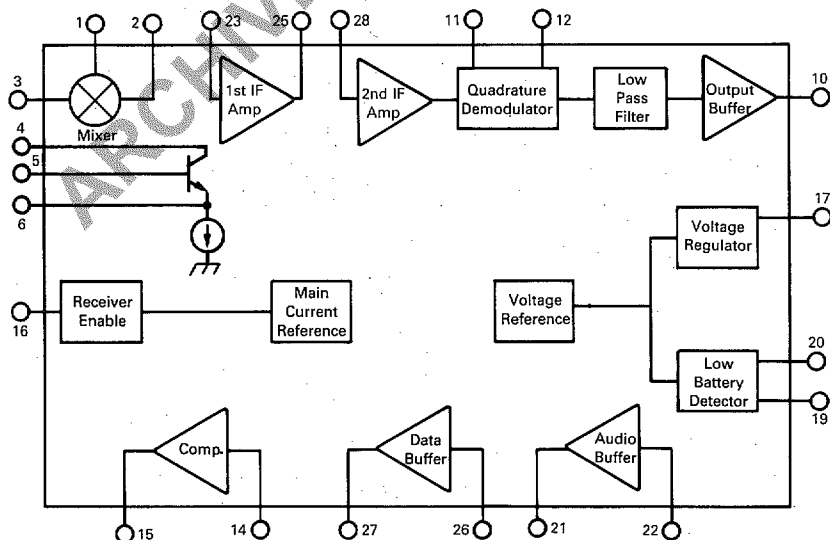 ARCHIV
1
2
23
25
28
11
12
3
4
5
6
10
Mixer
1st IF
Amp
2nd IF
Amp
Quadrature
Demodulator
Low
Pass
Filter
Output
Buffer
17
Voltage
Regulator
16
Receiver
Enable
Main
Current
Reference
Voltage
Reference
20
Low
Battery
Detector
19
Comp.
Data
Buffer
Audio
Buffer
15
14
27
26
21
22